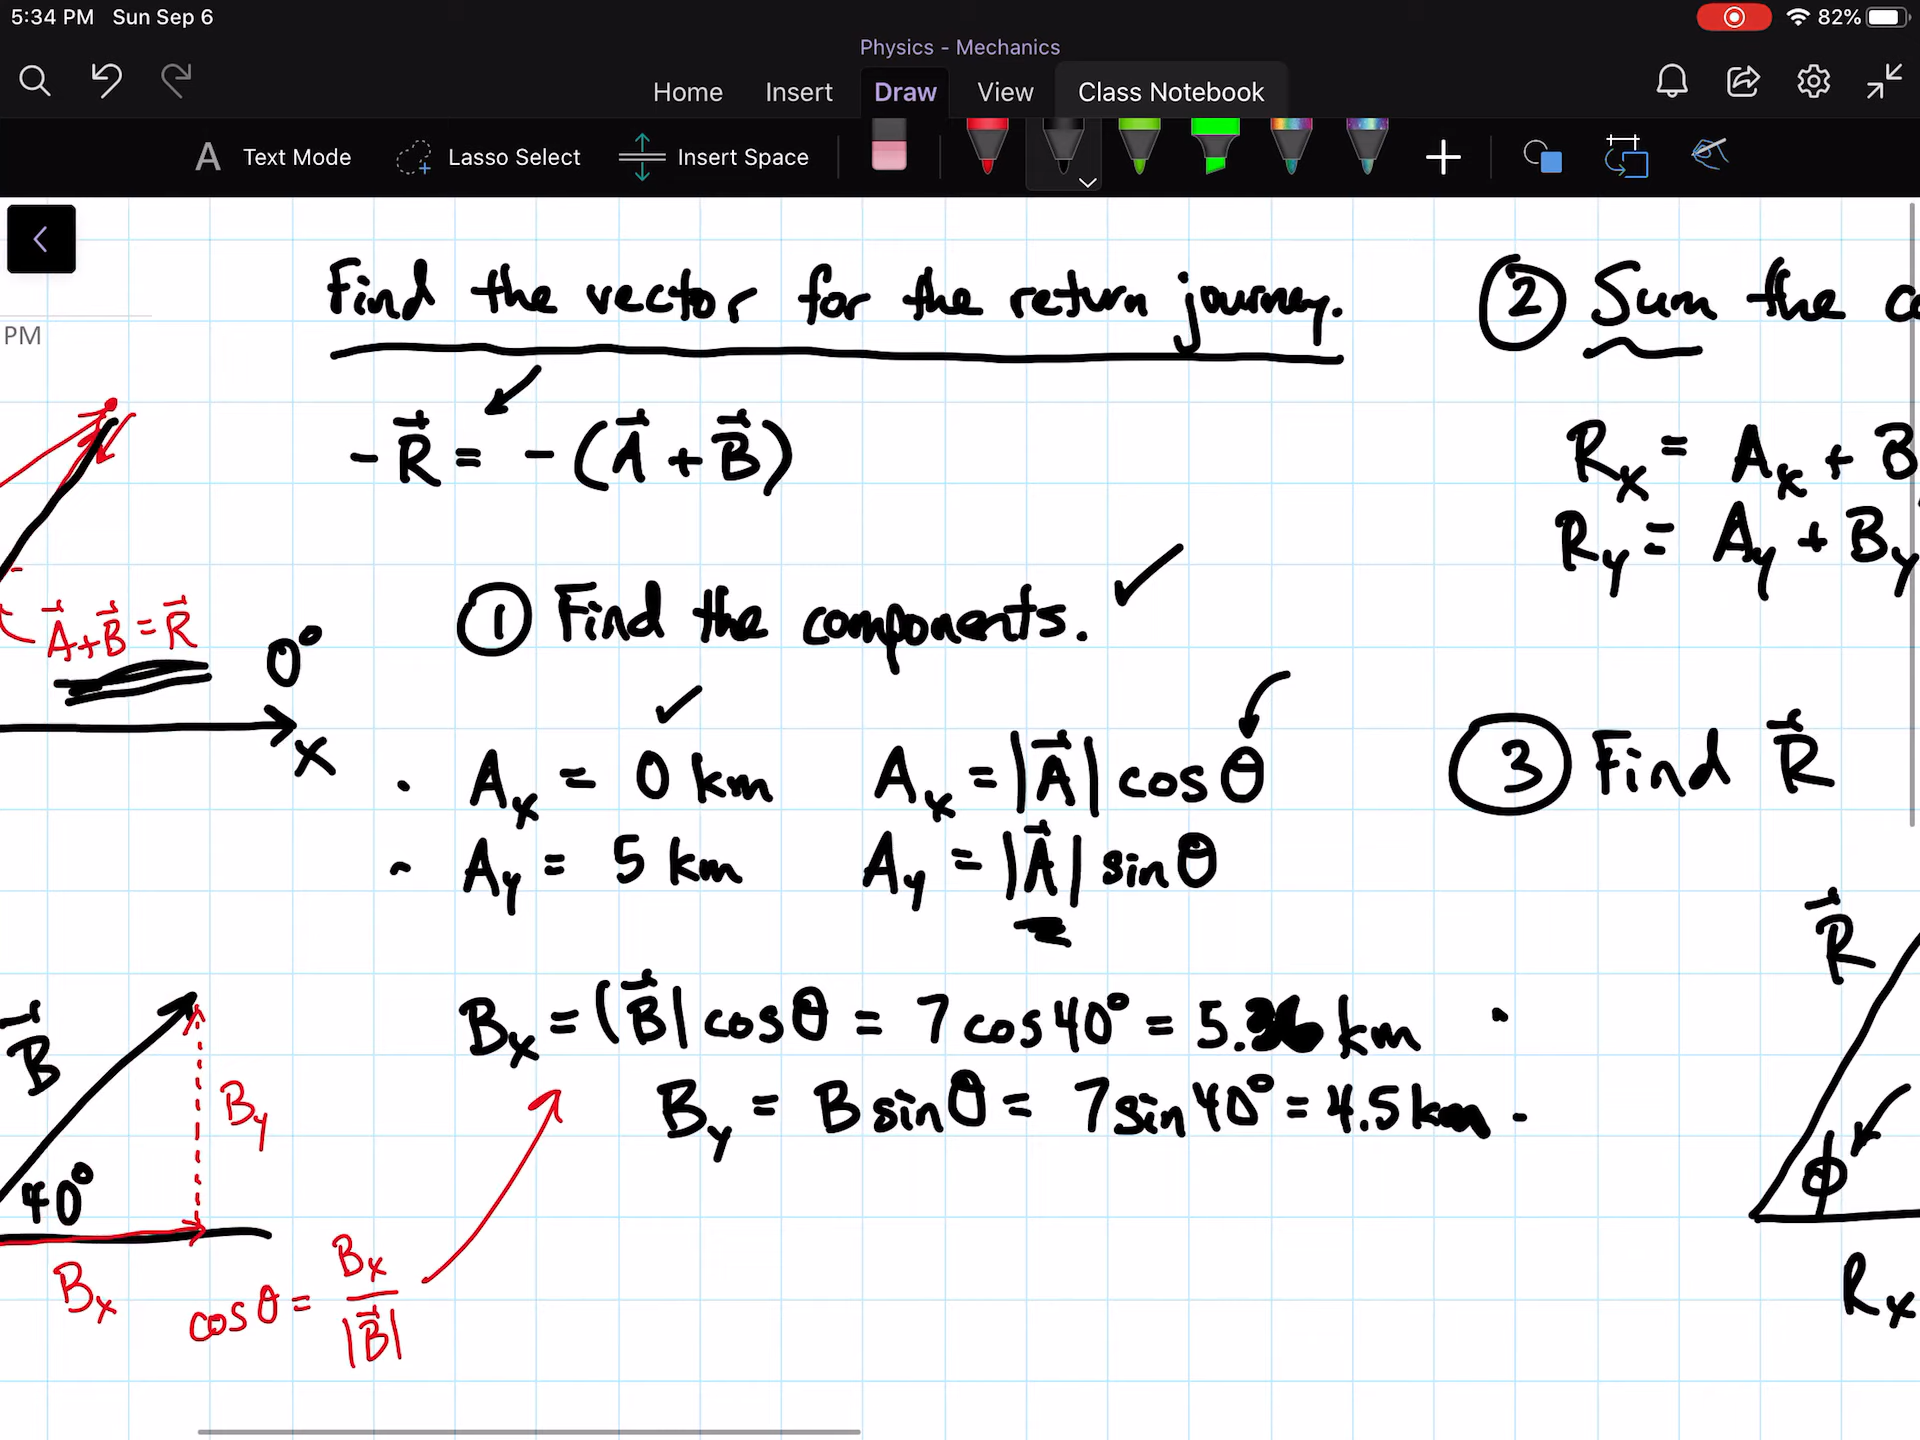 5:34 PM Sun Sep 6
82%
Physics - Mechanics
Home Insert Draw View Class Notebook
A Text Mode Lasso Select Insert Space
PM
Find the vector for the return journey.
-R⃗ = -(A⃗ + B⃗)
A⃗+B⃗ = R⃗
0°
x
① Find the components.
Ax = 0 km Ax = |A⃗| cos θ
Ay = 5 km Ay = |A⃗| sin θ
Bx = |B⃗| cos θ = 7 cos 40° = 5. km
By = B sin θ = 7 sin 40° = 4.5 km
B⃗
By
40°
Bx
cos θ = Bx / |B⃗|
② Sum the
Rx = Ax + B
Ry = Ay + By
③ Find R⃗
R⃗
ϕ
Rx